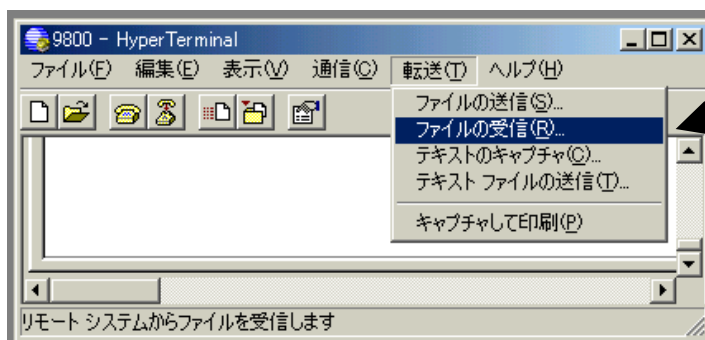 9800 - HyperTerminal
ファイル(F) 編集(E) 表示(V) 通信(C) 転送(T) ヘルプ(H)
ファイルの送信(S)...
ファイルの受信(R)...
テキストのキャプチャ(C)...
テキスト ファイルの送信(T)...
キャプチャして印刷(P)
リモート システムからファイルを受信します